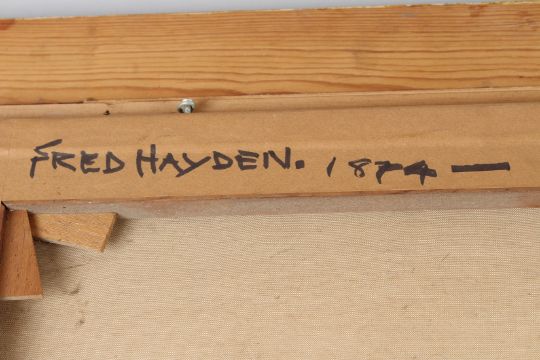 FRED HAYDEN. 1874 —